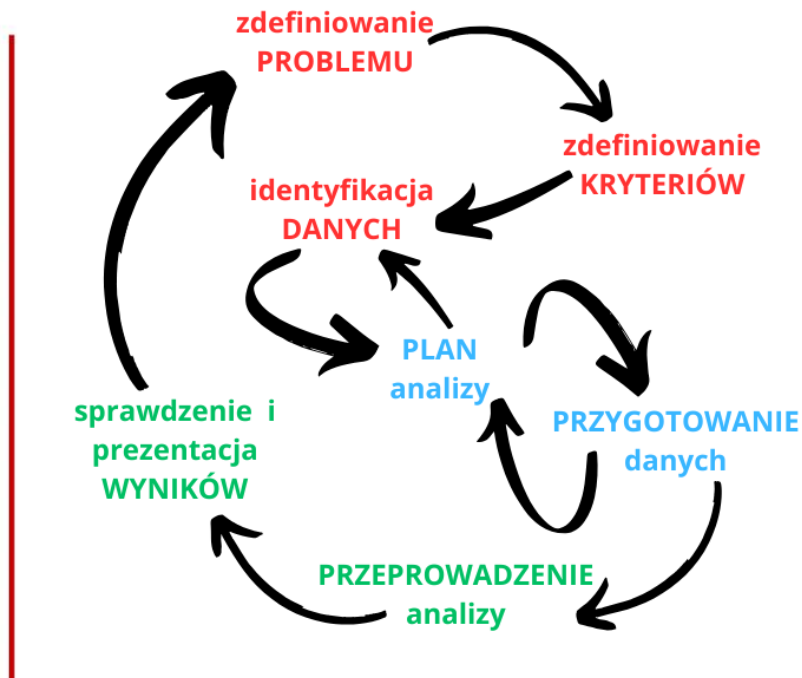 zdefiniowanie
PROBLEMU
zdefiniowanie
KRYTERIÓW
identyfikacja
DANYCH
PLAN
analizy
PRZYGOTOWANIE
danych
PRZEPROWADZENIE
analizy
sprawdzenie i
prezentacja
WYNIKÓW